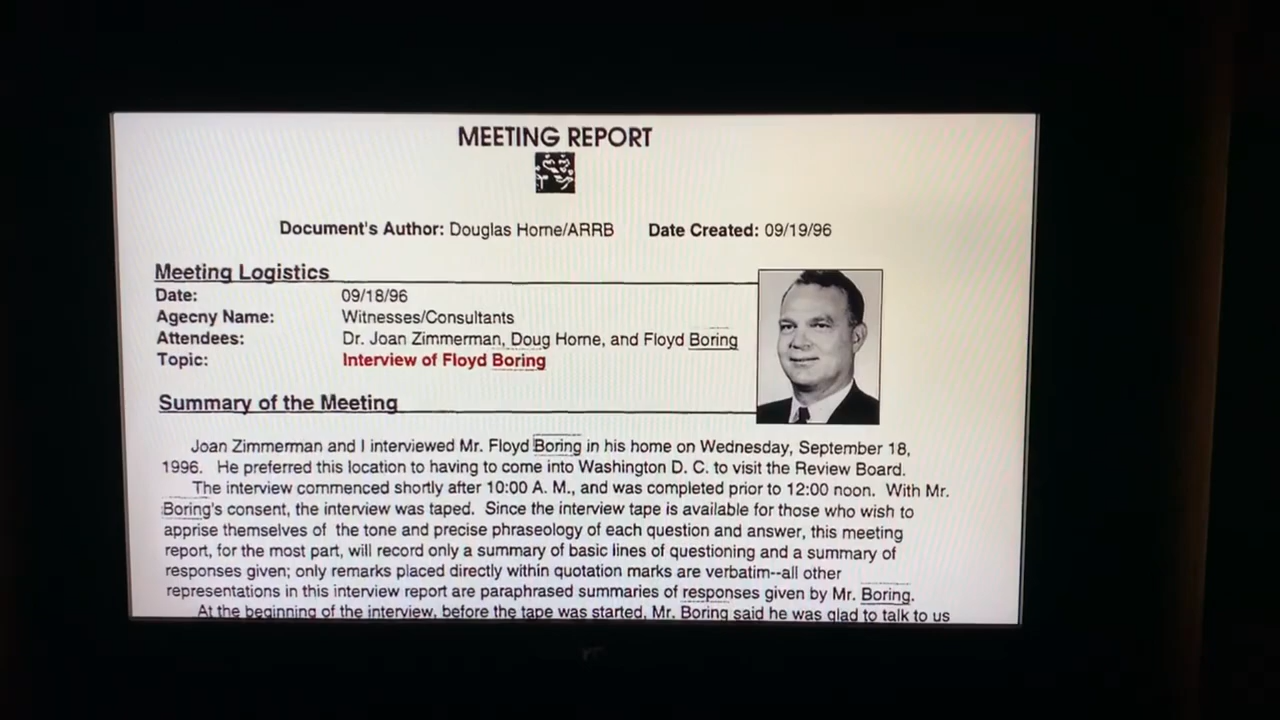 MEETING REPORT
Document's Author: Douglas Horne/ARRB Date Created: 09/19/96
Meeting Logistics
Date: 09/18/96
Agecny Name: Witnesses/Consultants
Attendees: Dr. Joan Zimmerman, Doug Horne, and Floyd Boring
Topic: Interview of Floyd Boring
Summary of the Meeting
Joan Zimmerman and I interviewed Mr. Floyd Boring in his home on Wednesday, September 18,
1996. He preferred this location to having to come into Washington D. C. to visit the Review Board.
The interview commenced shortly after 10:00 A. M., and was completed prior to 12:00 noon. With Mr.
Boring's consent, the interview was taped. Since the interview tape is available for those who wish to
apprise themselves of the tone and precise phraseology of each question and answer, this meeting
report, for the most part, will record only a summary of basic lines of questioning and a summary of
responses given; only remarks placed directly within quotation marks are verbatim--all other
representations in this interview report are paraphrased summaries of responses given by Mr. Boring.
At the beginning of the interview, before the tape was started, Mr. Boring said he was glad to talk to us